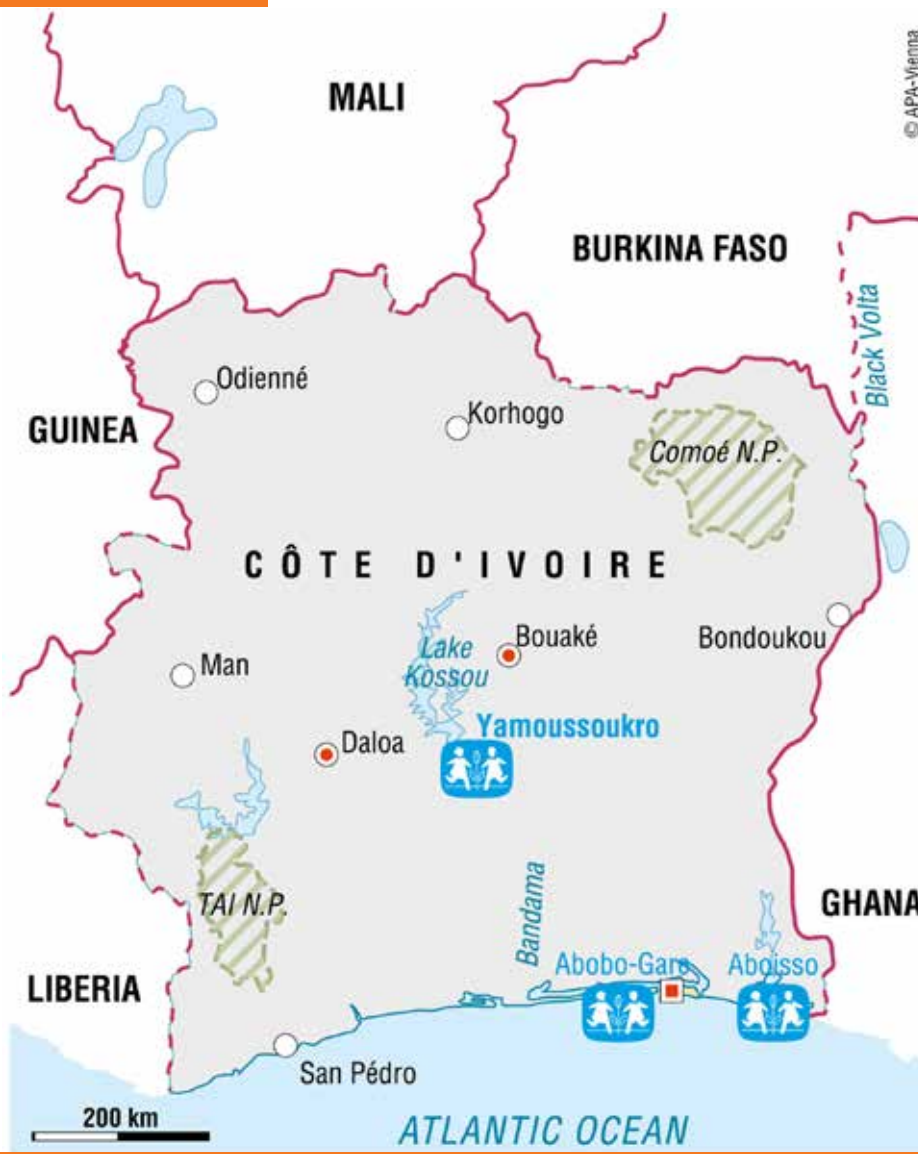 © APA-Vienna
MALI
BURKINA FASO
Black Volta
Odienné
GUINEA
Korhogo
Comoé N.P.
CÔTE D'IVOIRE
Bouaké
Bondoukou
Lake
Kossou
Man
Yamoussoukro
Daloa
TAI N.P.
Bandama
GHANA
Abobo-Gare
Aboisso
LIBERIA
San Pédro
200 km
ATLANTIC OCEAN